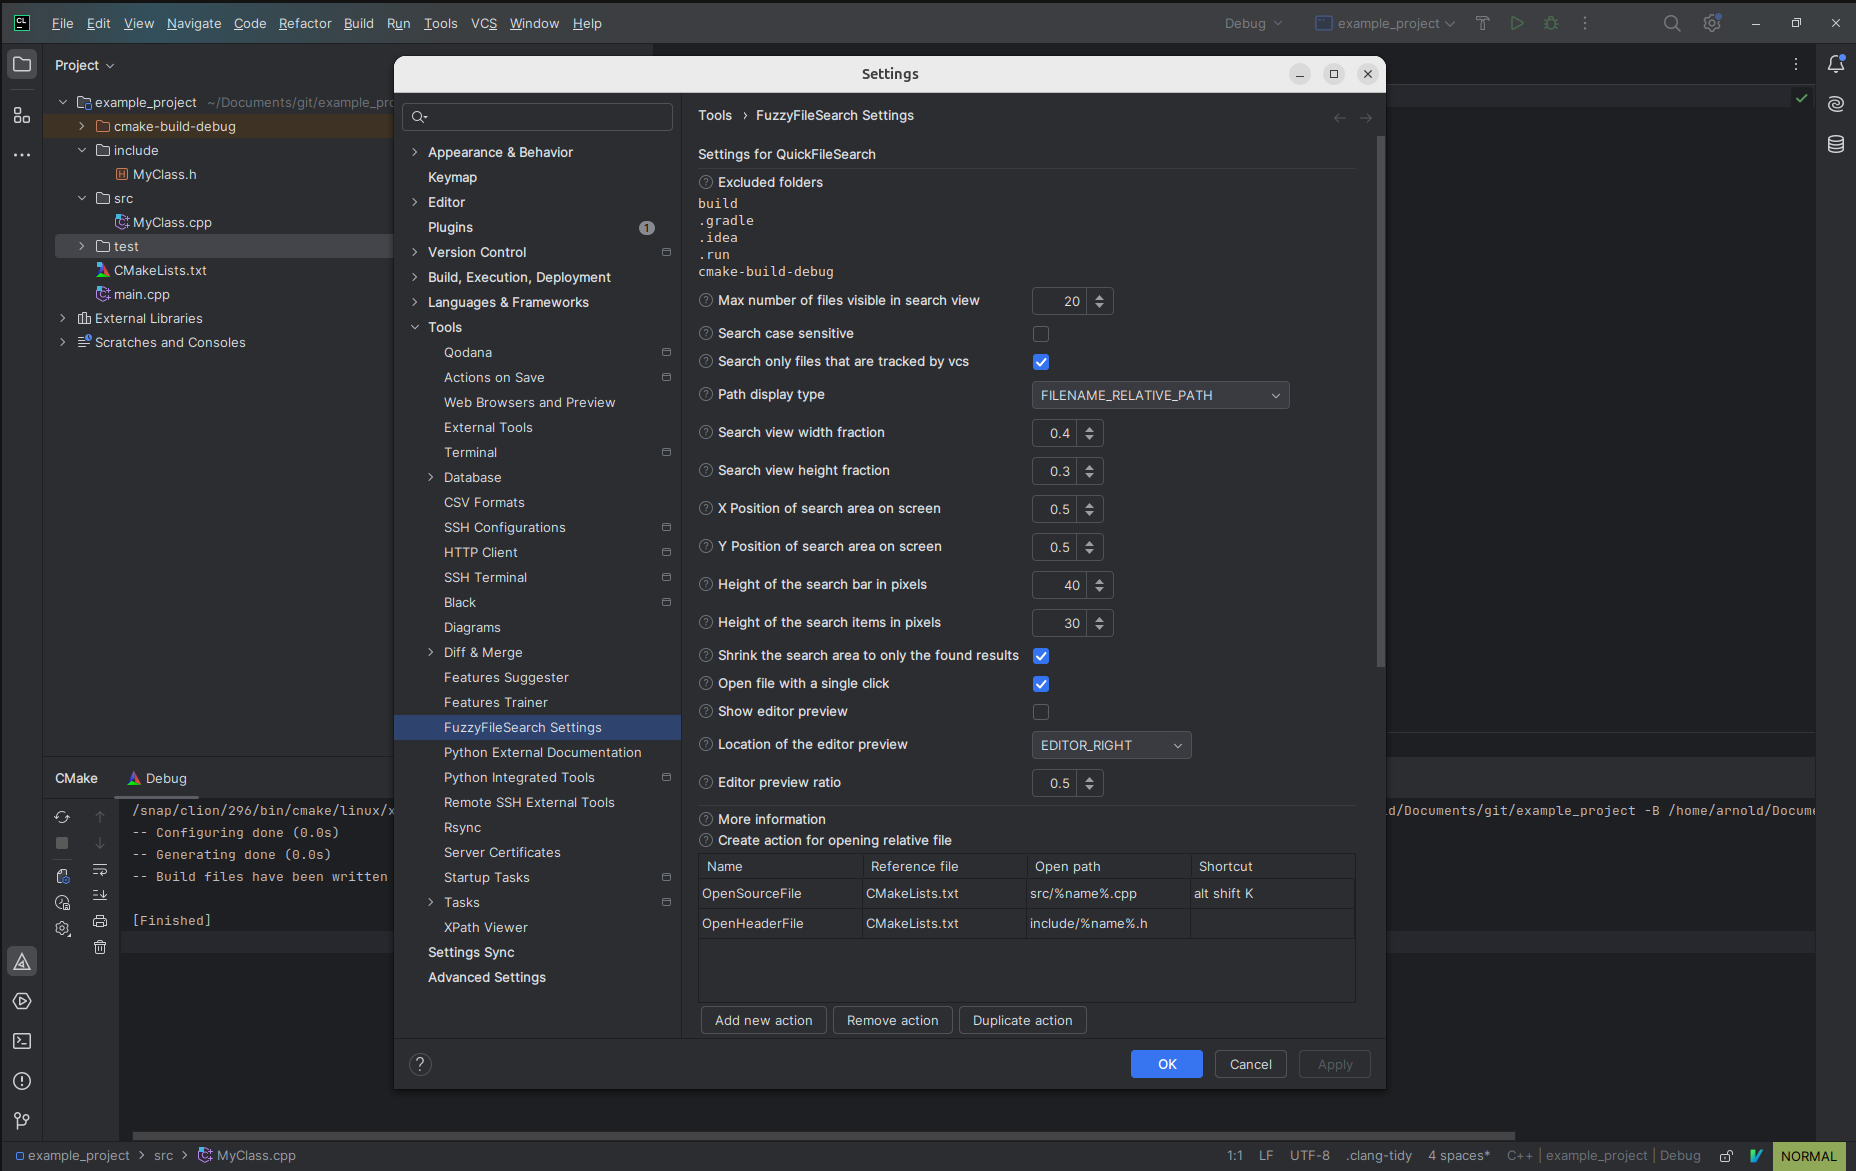 File Edit View Navigate Code Refactor Build Run Tools VCS Window Help
Debug
example_project
Project
example_project ~/Documents/git/example_pro
cmake-build-debug
include
MyClass.h
src
MyClass.cpp
test
CMakeLists.txt
main.cpp
External Libraries
Scratches and Consoles
Settings
Appearance & Behavior
Keymap
Editor
Plugins 1
Version Control
Build, Execution, Deployment
Languages & Frameworks
Tools
Qodana
Actions on Save
Web Browsers and Preview
External Tools
Terminal
Database
CSV Formats
SSH Configurations
HTTP Client
SSH Terminal
Black
Diagrams
Diff & Merge
Features Suggester
Features Trainer
FuzzyFileSearch Settings
Python External Documentation
Python Integrated Tools
Remote SSH External Tools
Rsync
Server Certificates
Startup Tasks
Tasks
XPath Viewer
Settings Sync
Advanced Settings
Tools › FuzzyFileSearch Settings
Settings for QuickFileSearch
Excluded folders
build
.gradle
.idea
.run
cmake-build-debug
Max number of files visible in search view 20
Search case sensitive
Search only files that are tracked by vcs
Path display type FILENAME_RELATIVE_PATH
Search view width fraction 0.4
Search view height fraction 0.3
X Position of search area on screen 0.5
Y Position of search area on screen 0.5
Height of the search bar in pixels 40
Height of the search items in pixels 30
Shrink the search area to only the found results
Open file with a single click
Show editor preview
Location of the editor preview EDITOR_RIGHT
Editor preview ratio 0.5
More information
Create action for opening relative file
Name Reference file Open path Shortcut
OpenSourceFile CMakeLists.txt src/%name%.cpp alt shift K
OpenHeaderFile CMakeLists.txt include/%name%.h
Add new action Remove action Duplicate action
OK Cancel Apply
CMake Debug
/snap/clion/296/bin/cmake/linux/x
-- Configuring done (0.0s)
-- Generating done (0.0s)
-- Build files have been written
[Finished]
ld/Documents/git/example_project -B /home/arnold/Docume
example_project > src > MyClass.cpp
1:1 LF UTF-8 .clang-tidy 4 spaces* C++ | example_project | Debug NORMAL